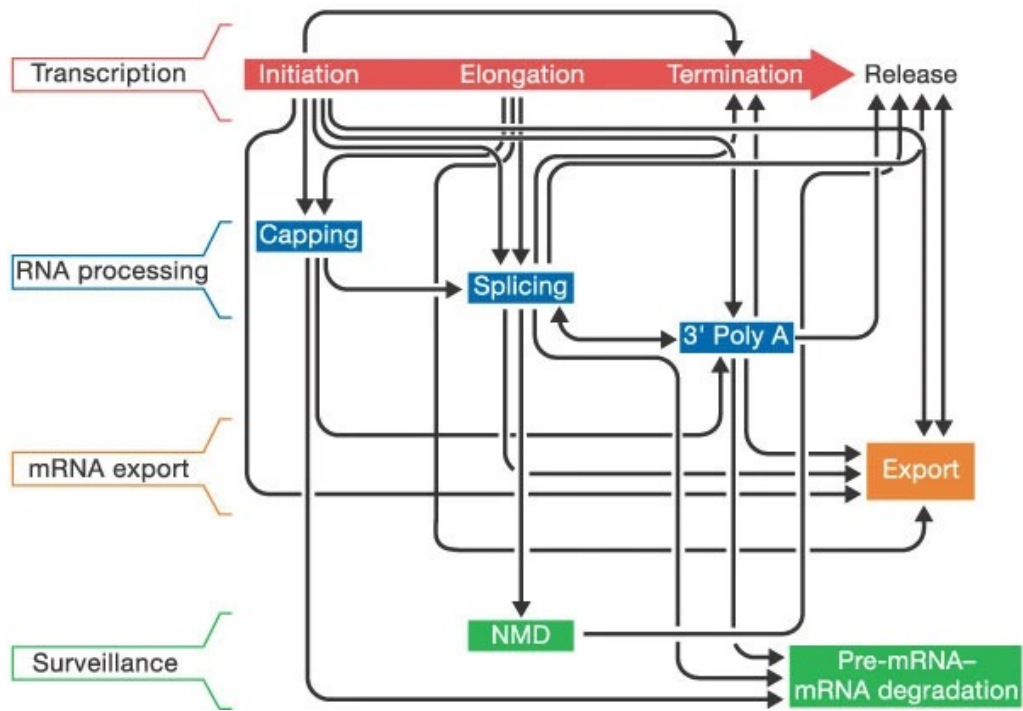 Transcription
Initiation
Elongation
Termination
Release
Capping
RNA processing
Splicing
3' Poly A
mRNA export
Export
NMD
Surveillance
Pre-mRNA–
mRNA degradation